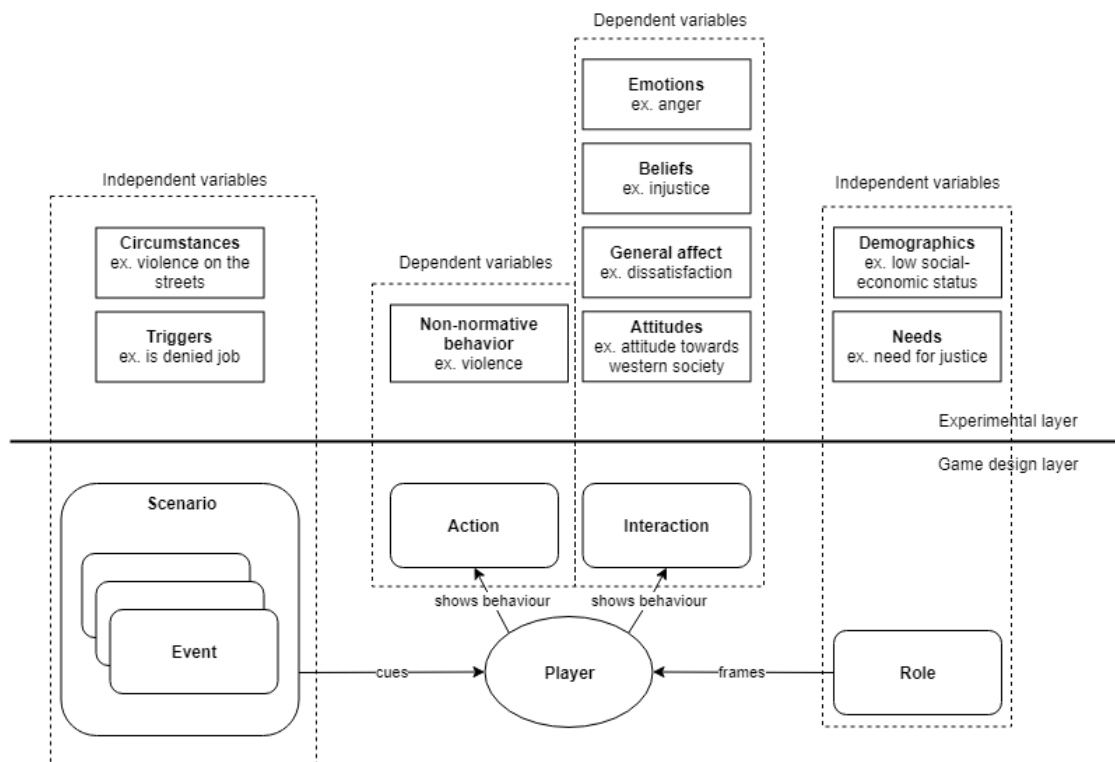 Dependent variables
Emotions
ex. anger
Beliefs
ex. injustice
General affect
ex. dissatisfaction
Attitudes
ex. attitude towards
western society
Independent variables
Circumstances
ex. violence on the
streets
Triggers
ex. is denied job
Dependent variables
Non-normative
behavior
ex. violence
Independent variables
Demographics
ex. low social-
economic status
Needs
ex. need for justice
Experimental layer
Game design layer
Scenario
Event
Action
Interaction
shows behaviour
shows behaviour
cues
Player
frames
Role